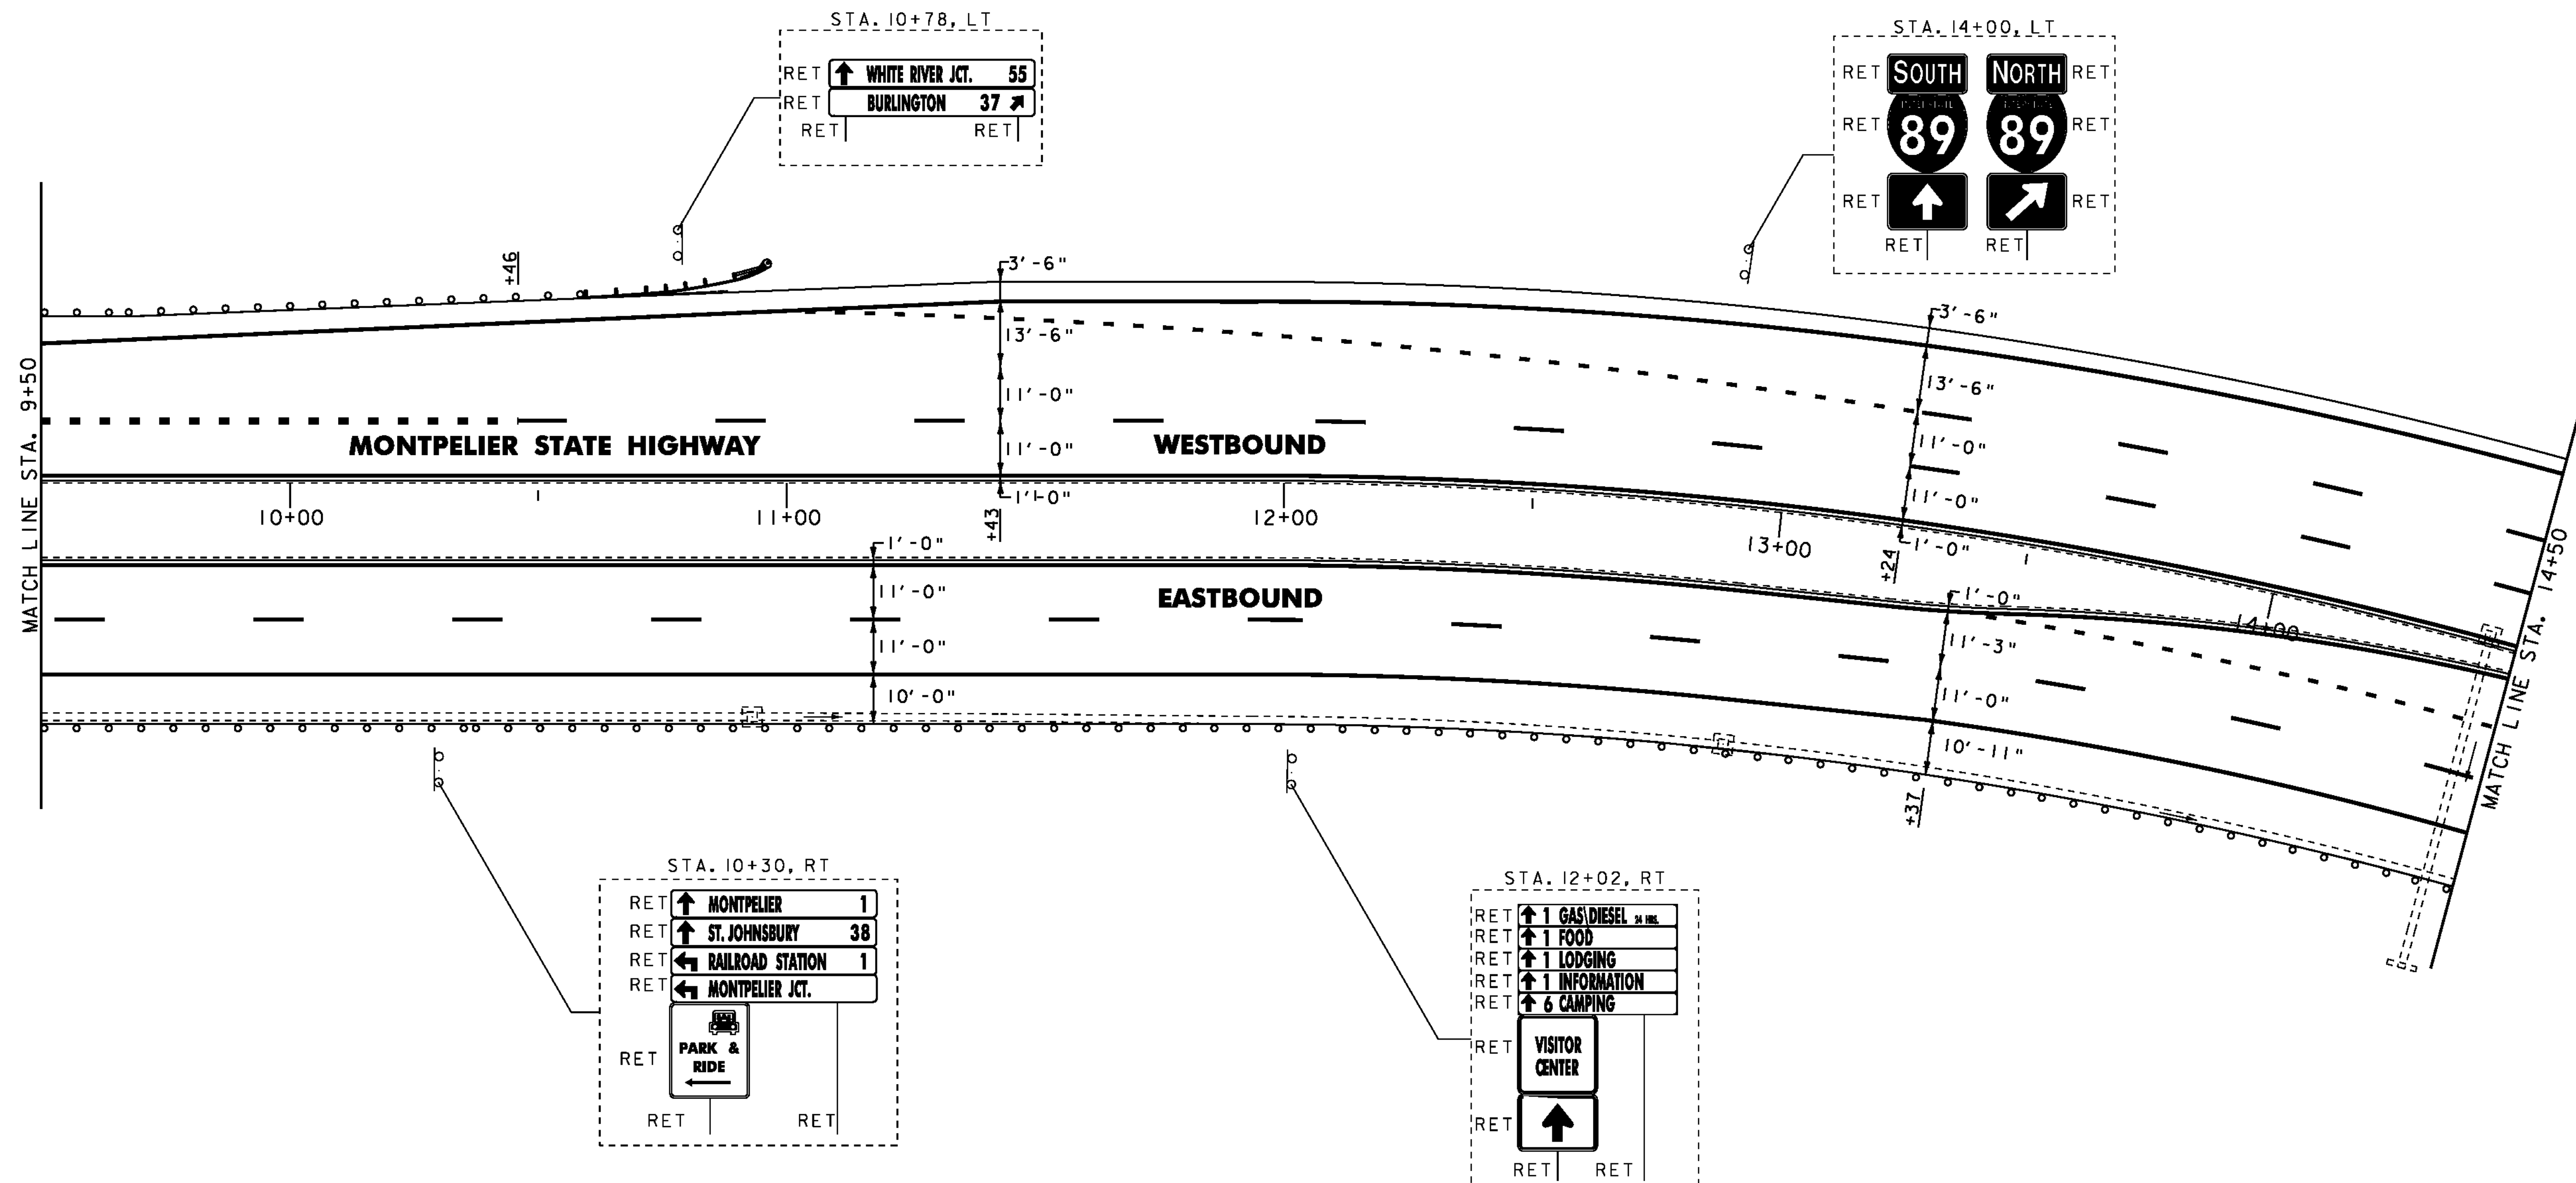 STA. 10+78, LT
RET WHITE RIVER JCT. 55
RET BURLINGTON 37
RET RET
STA. 14+00, LT
RET SOUTH NORTH RET
INTERSTATE INTERSTATE
RET 89 89 RET
RET RET
RET RET
MATCH LINE STA. 9+50
+46
3'-6"
13'-6"
11'-0"
11'-0"
1'-0"
+43
MONTPELIER STATE HIGHWAY WESTBOUND
3'-6"
13'-6"
11'-0"
11'-0"
1'-0"
+24
10+00 11+00 12+00 13+00 14+00
1'-0"
11'-0"
11'-0"
10'-0"
EASTBOUND
1'-0"
11'-3"
11'-0"
10'-11"
+37
MATCH LINE STA. 14+50
STA. 10+30, RT
RET MONTPELIER 1
RET ST. JOHNSBURY 38
RET RAILROAD STATION 1
RET MONTPELIER JCT.
RET PARK &
RIDE
RET RET
STA. 12+02, RT
RET 1 GAS\DIESEL 24 HRS.
RET 1 FOOD
RET 1 LODGING
RET 1 INFORMATION
RET 6 CAMPING
RET VISITOR
CENTER
RET
RET RET